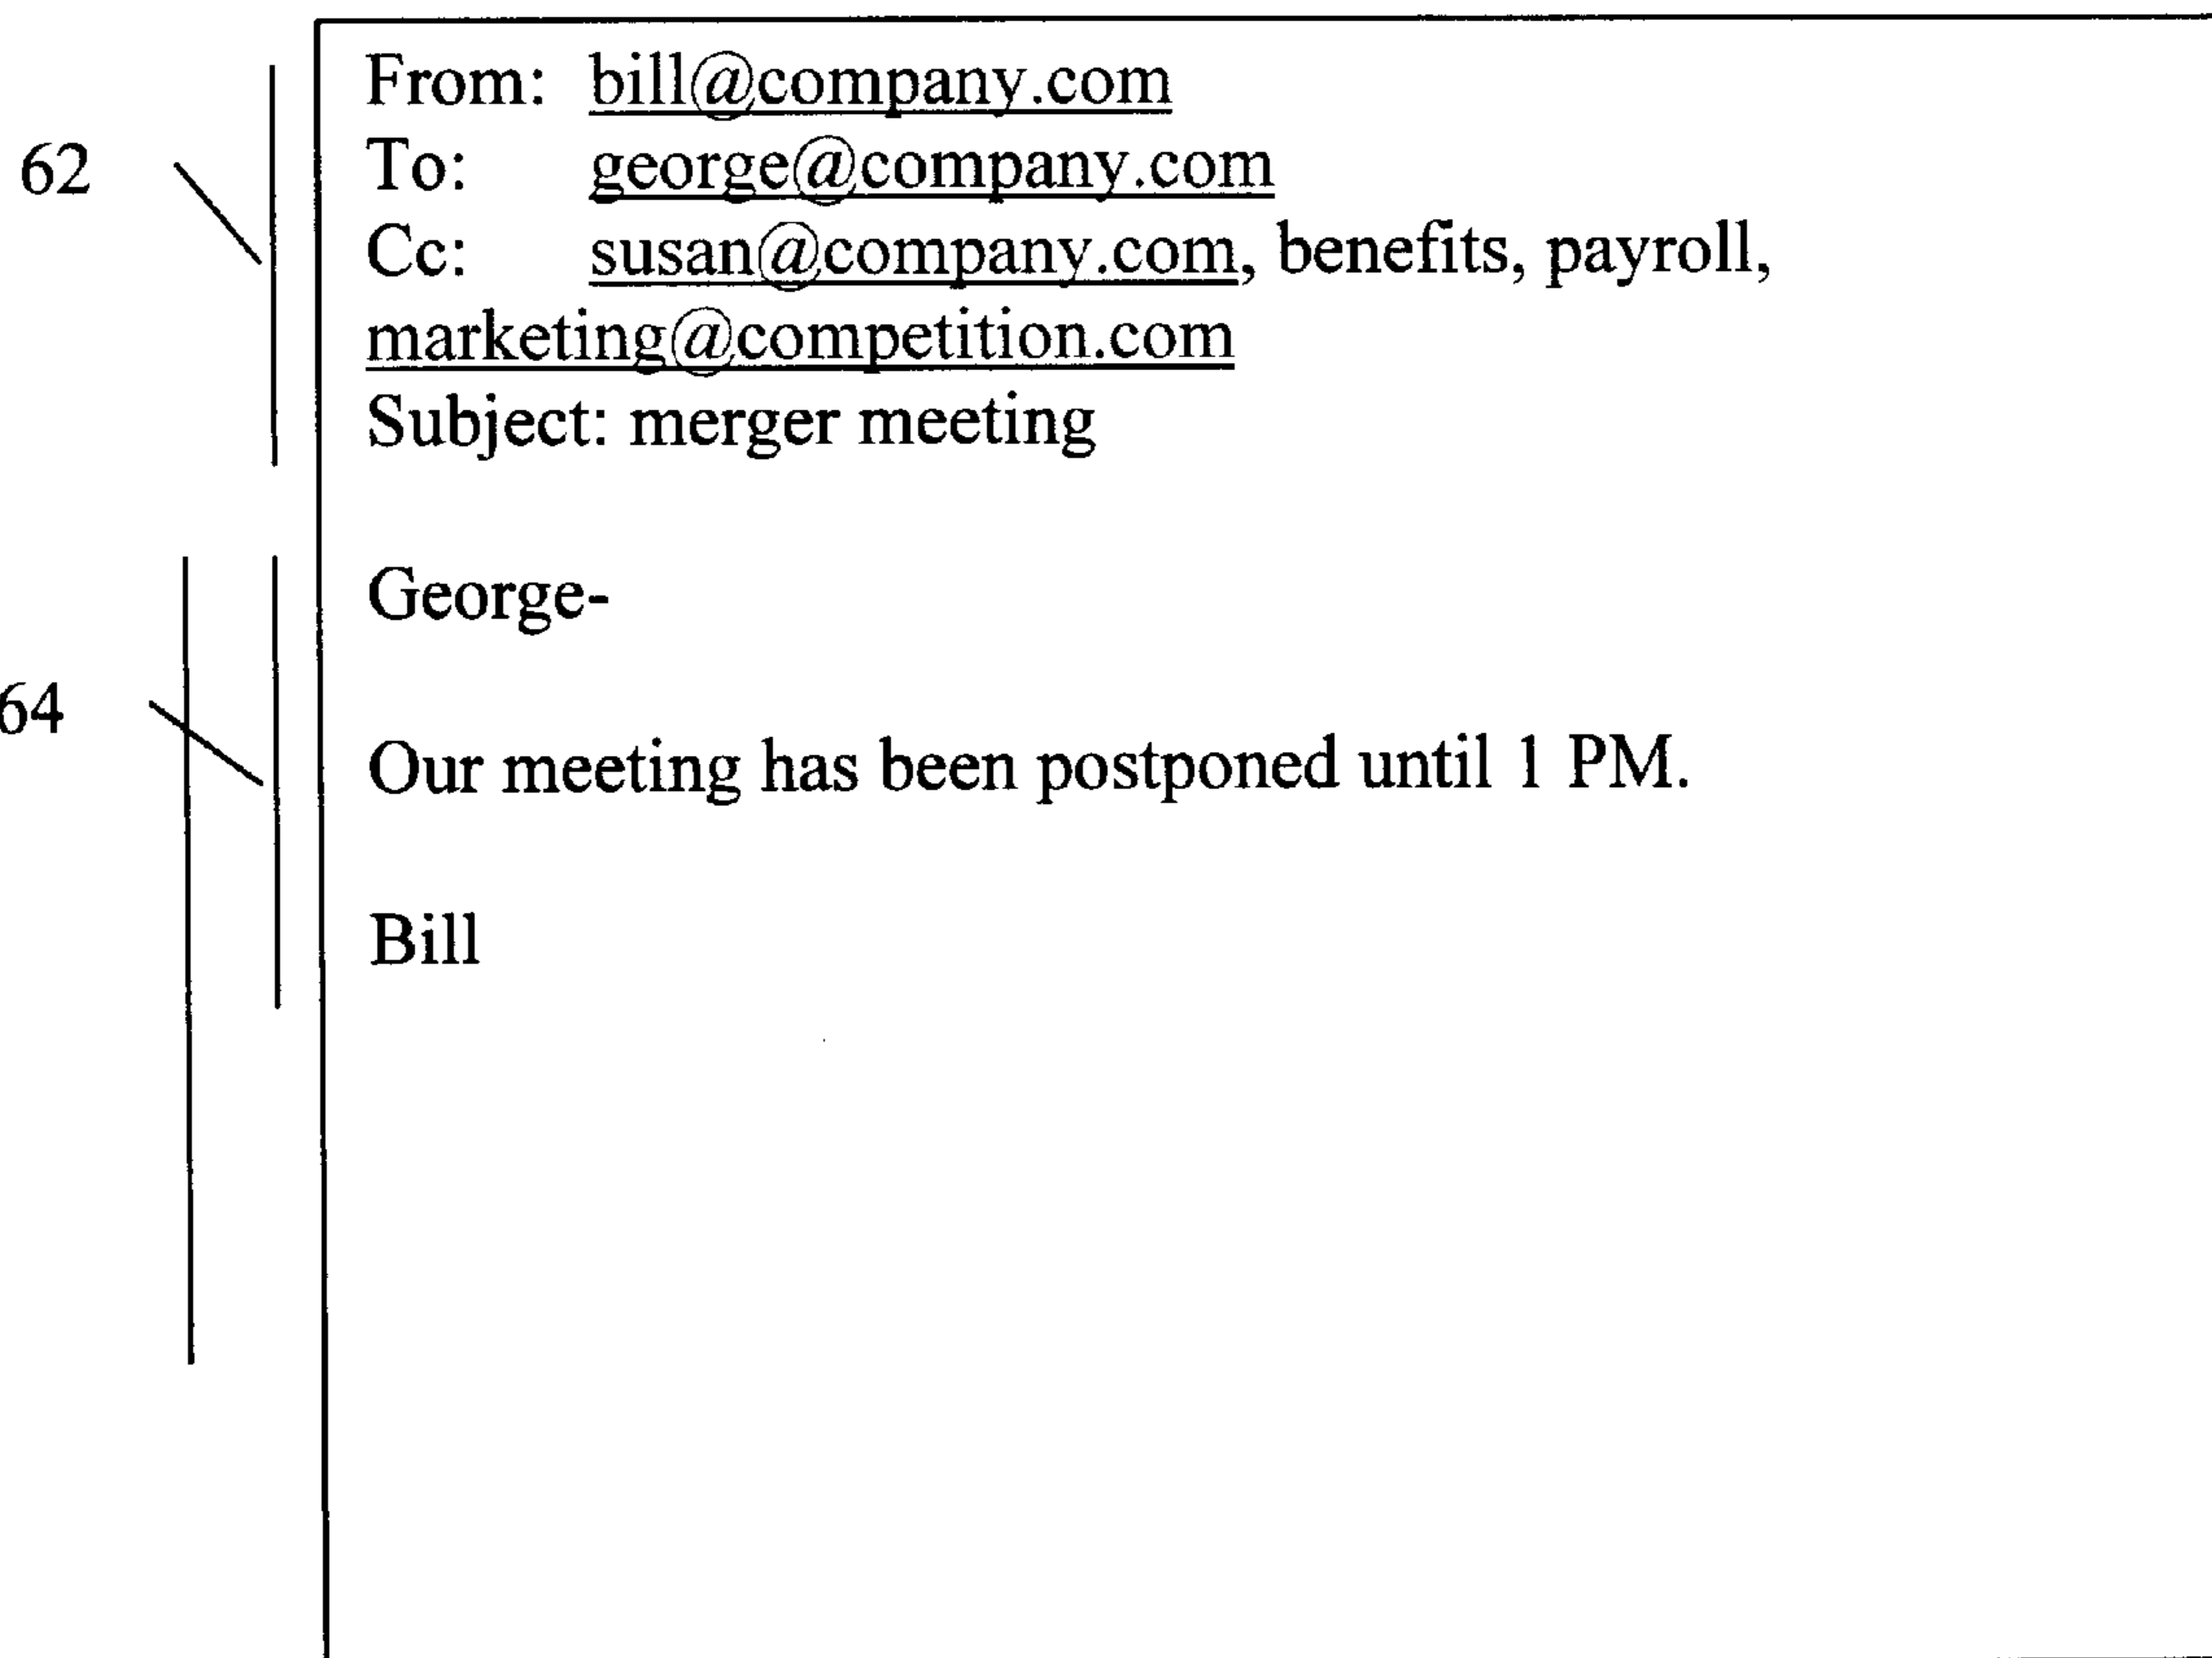 From: bill@company.com
62 To: george@company.com
Cc: susan@company.com, benefits, payroll,
marketing@competition.com
Subject: merger meeting
George-
64
Our meeting has been postponed until 1 PM.
Bill